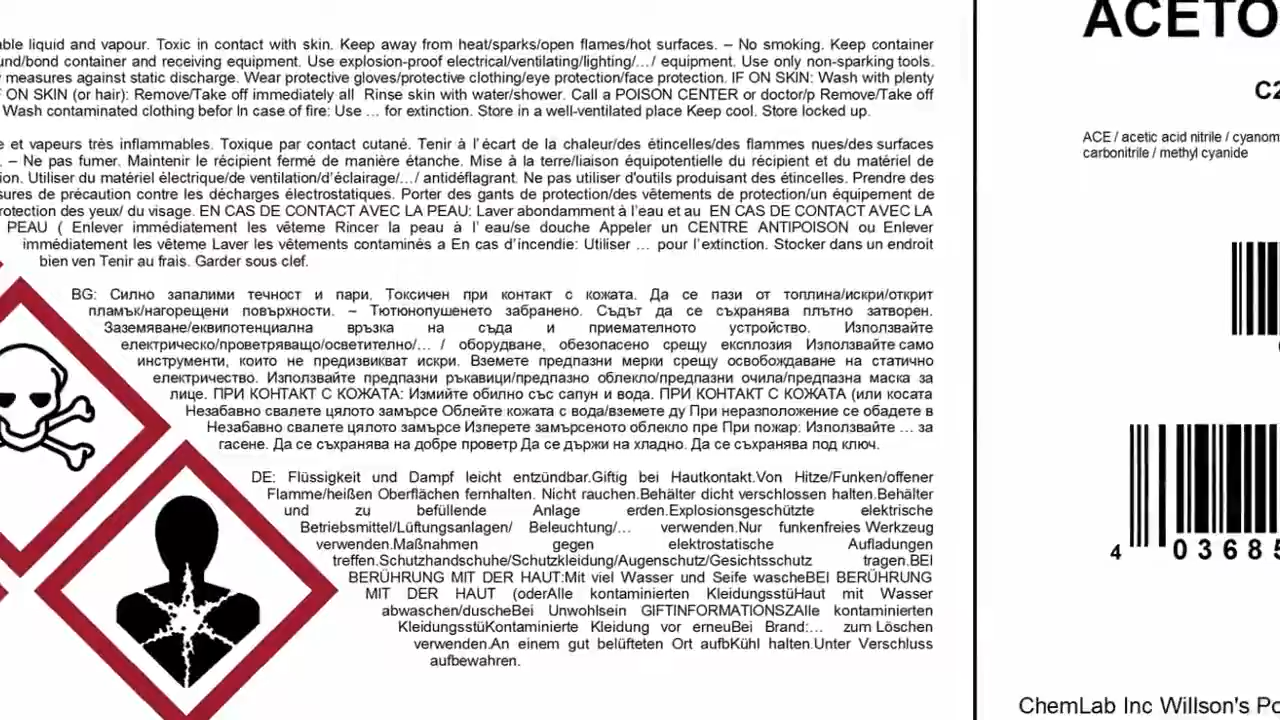 ble liquid and vapour. Toxic in contact with skin. Keep away from heat/sparks/open flames/hot surfaces. – No smoking. Keep container
und/bond container and receiving equipment. Use explosion-proof electrical/ventilating/lighting/.../ equipment. Use only non-sparking tools.
measures against static discharge. Wear protective gloves/protective clothing/eye protection/face protection. IF ON SKIN: Wash with plenty
F ON SKIN (or hair): Remove/Take off immediately all Rinse skin with water/shower. Call a POISON CENTER or doctor/p Remove/Take off
Wash contaminated clothing befor In case of fire: Use ... for extinction. Store in a well-ventilated place Keep cool. Store locked up.
e et vapeurs très inflammables. Toxique par contact cutané. Tenir à l'écart de la chaleur/des étincelles/des flammes nues/des surfaces
. – Ne pas fumer. Maintenir le récipient fermé de manière étanche. Mise à la terre/liaison équipotentielle du récipient et du matériel de
ion. Utiliser du matériel électrique/de ventilation/d'éclairage/.../ antidéflagrant. Ne pas utiliser d'outils produisant des étincelles. Prendre des
sures de précaution contre les décharges électrostatiques. Porter des gants de protection/des vêtements de protection/un équipement de
rotection des yeux/ du visage. EN CAS DE CONTACT AVEC LA PEAU: Laver abondamment à l'eau et au EN CAS DE CONTACT AVEC LA
PEAU ( Enlever immédiatement les vêteme Rincer la peau à l'eau/se douche Appeler un CENTRE ANTIPOISON ou Enlever
immédiatement les vêteme Laver les vêtements contaminés a En cas d'incendie: Utiliser ... pour l'extinction. Stocker dans un endroit
bien ven Tenir au frais. Garder sous clef.
BG: Силно запалими течност и пари. Токсичен при контакт с кожата. Да се пази от топлина/искри/открит
пламък/нагорещени повърхности. – Тютюнопушенето забранено. Съдът да се съхранява плътно затворен.
Заземяване/еквипотенциална връзка на съда и приемателното устройство. Използвайте
електрическо/проветряващо/осветително/... / оборудване, обезопасено срещу експлозия Използвайте само
инструменти, които не предизвикват искри. Вземете предпазни мерки срещу освобождаване на статично
електричество. Използвайте предпазни ръкавици/предпазно облекло/предпазни очила/предпазна маска за
лице. ПРИ КОНТАКТ С КОЖАТА: Измийте обилно със сапун и вода. ПРИ КОНТАКТ С КОЖАТА (или косата
Незабавно свалете цялото замърсе Облейте кожата с вода/вземете ду При неразположение се обадете в
Незабавно свалете цялото замърсе Изперете замърсеното облекло пре При пожар: Използвайте ... за
гасене. Да се съхранява на добре проветр Да се държи на хладно. Да се съхранява под ключ.
DE: Flüssigkeit und Dampf leicht entzündbar.Giftig bei Hautkontakt.Von Hitze/Funken/offener
Flamme/heißen Oberflächen fernhalten. Nicht rauchen.Behälter dicht verschlossen halten.Behälter
und zu befüllende Anlage erden.Explosionsgeschützte elektrische
Betriebsmittel/Lüftungsanlagen/ Beleuchtung/... verwenden.Nur funkenfreies Werkzeug
verwenden.Maßnahmen gegen elektrostatische Aufladungen
treffen.Schutzhandschuhe/Schutzkleidung/Augenschutz/Gesichtsschutz tragen.BEI
BERÜHRUNG MIT DER HAUT:Mit viel Wasser und Seife wascheBEI BERÜHRUNG
MIT DER HAUT (oderAlle kontaminierten KleidungsstüHaut mit Wasser
abwaschen/duscheBei Unwohlsein GIFTINFORMATIONSZAlle kontaminierten
KleidungsstüKontaminierte Kleidung vor erneuBei Brand:... zum Löschen
verwenden.An einem gut belüfteten Ort aufbKühl halten.Unter Verschluss
aufbewahren.
ACETO
C2
ACE / acetic acid nitrile / cyanom
carbonitrile / methyl cyanide
4 03685
ChemLab Inc Willson's Po